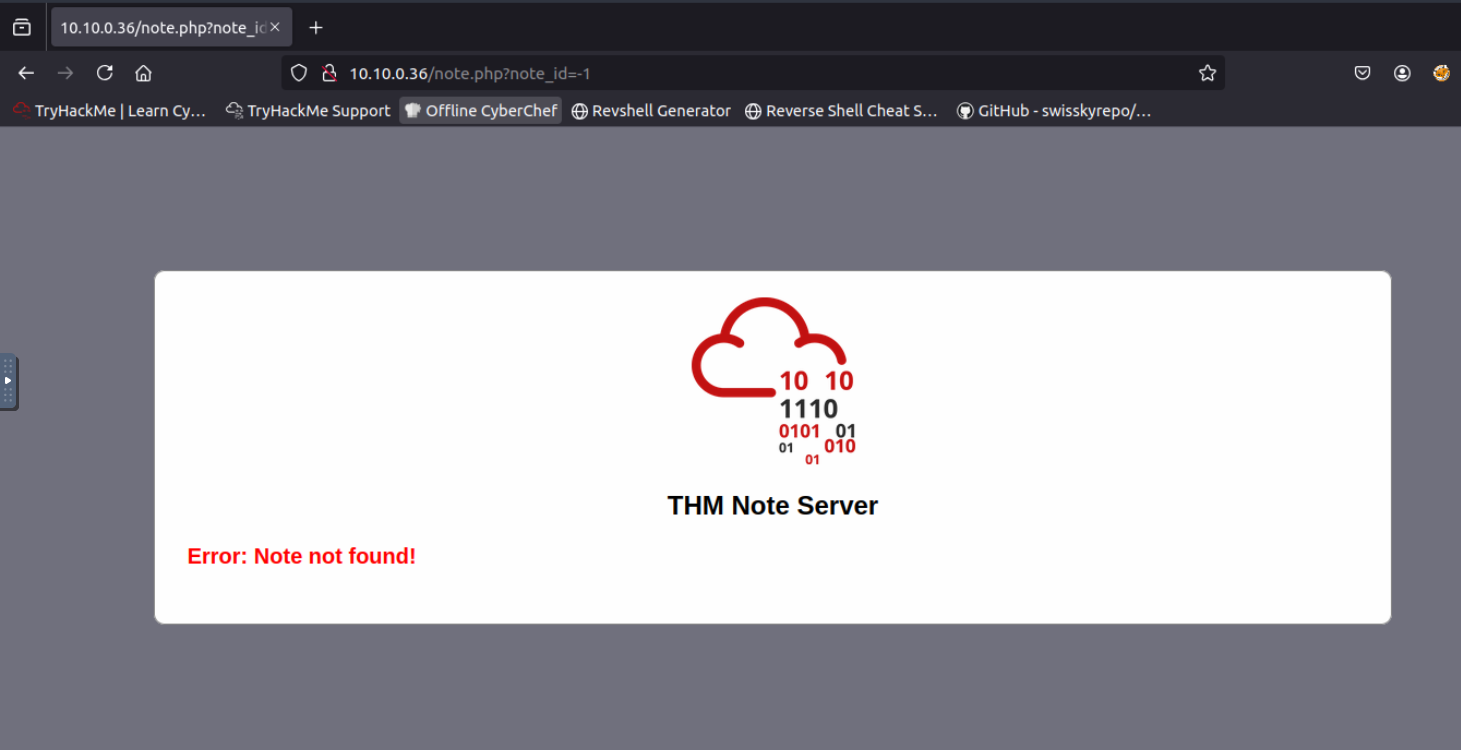 10.10.0.36/note.php?note_id
10.10.0.36/note.php?note_id=-1
TryHackMe | Learn Cy… TryHackMe Support Offline CyberChef Revshell Generator Reverse Shell Cheat S… GitHub - swisskyrepo/…
10 10
1110
0101 01
01 010
01
THM Note Server
Error: Note not found!